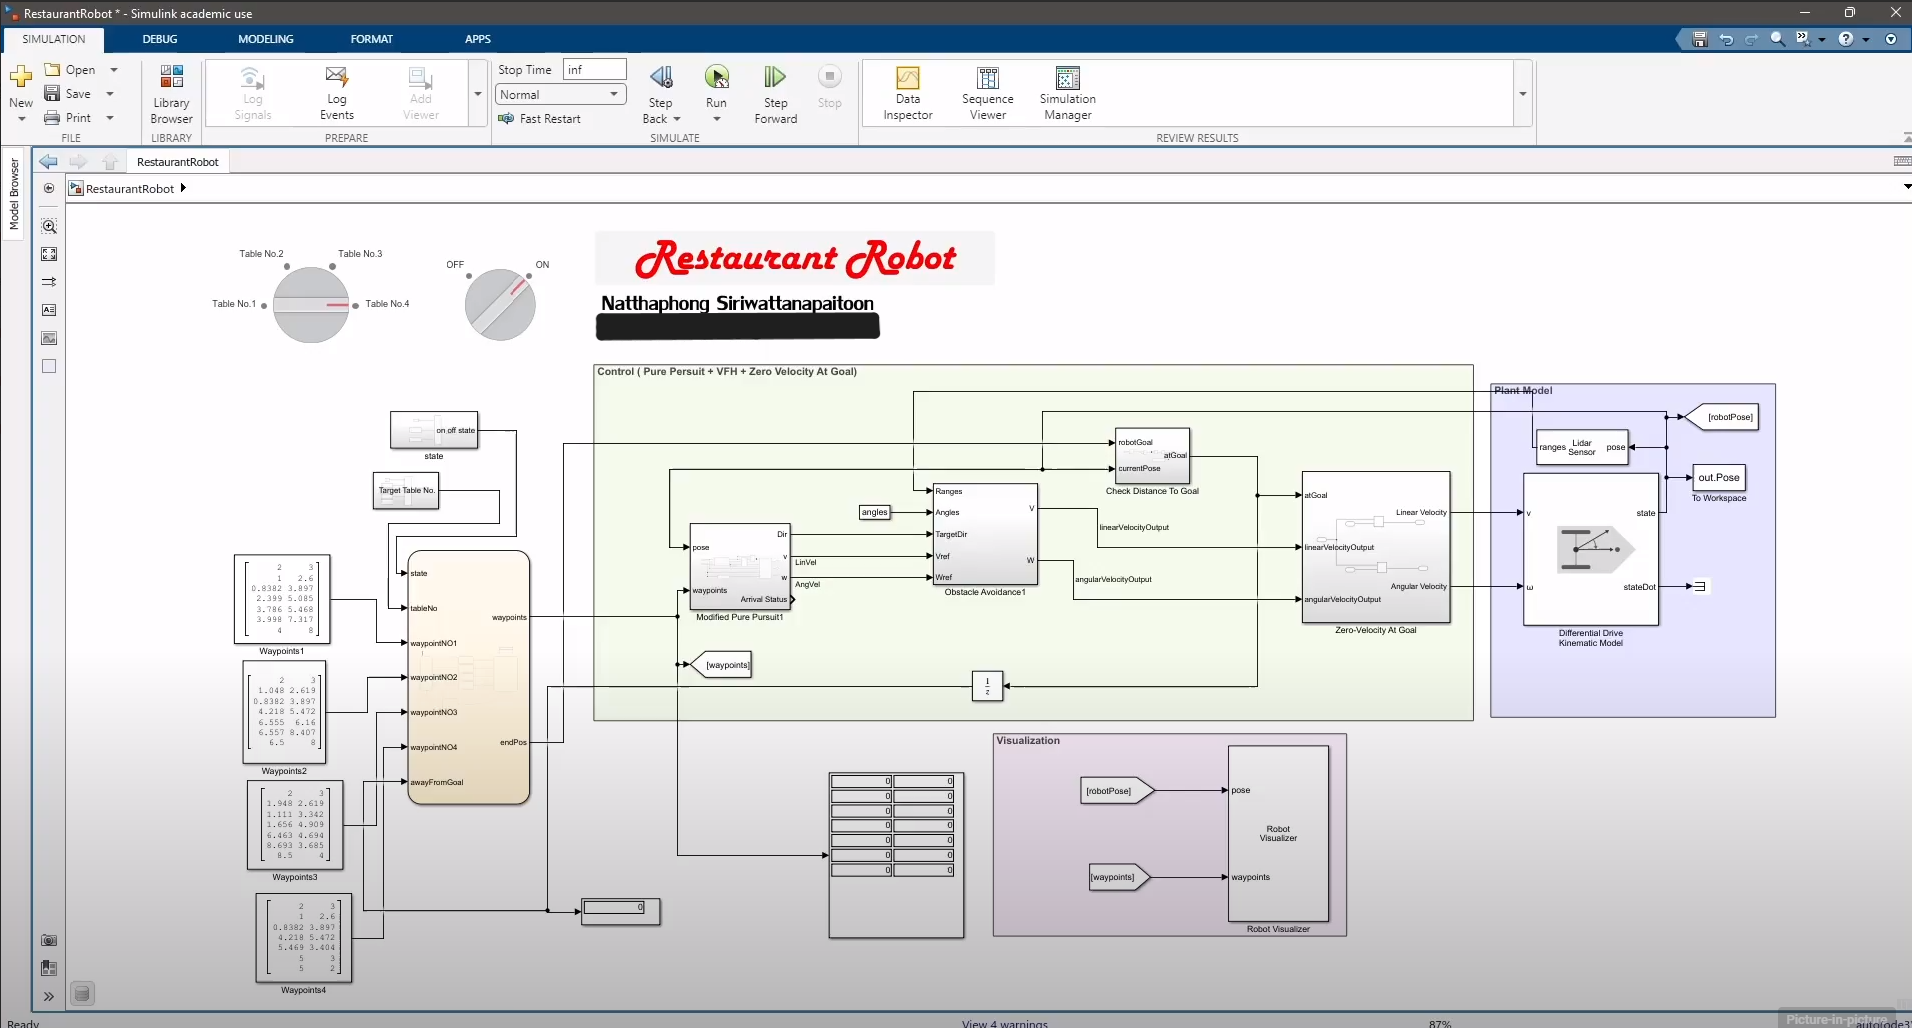 RestaurantRobot * - Simulink academic use
SIMULATION DEBUG MODELING FORMAT APPS
New
Open
Save
Print
FILE
Library Browser
LIBRARY
Log Signals
Log Events
Add Viewer
PREPARE
Stop Time inf
Normal
Fast Restart
Step Back
Run
Step Forward
Stop
SIMULATE
Data Inspector
Sequence Viewer
Simulation Manager
REVIEW RESULTS
Model Browser
RestaurantRobot
RestaurantRobot
Table No.2 Table No.3
Table No.1 Table No.4
OFF ON
Restaurant Robot
Natthaphong Siriwattanapaitoon
on off state
state
Target Table No.
2 3
1 2.6
0.8382 3.897
2.399 5.085
3.786 5.468
3.998 7.317
4 8
Waypoints1
2 3
1.048 2.619
0.8382 3.897
4.218 5.472
6.555 6.16
6.557 8.407
6.5 8
Waypoints2
2 3
1.948 2.619
1.111 3.342
1.656 4.909
6.463 4.694
8.693 3.685
8.5 4
Waypoints3
2 3
1 2.6
0.8382 3.897
4.218 5.472
5.469 3.404
5 3
5 2
Waypoints4
state
tableNo
waypointNO1
waypointNO2
waypointNO3
waypointNO4
awayFromGoal
waypoints
endPos
Control ( Pure Persuit + VFH + Zero Velocity At Goal)
pose
waypoints
Dir
v
w
Arrival Status
Modified Pure Pursuit1
LinVel
AngVel
[waypoints]
angles
Ranges
Angles
TargetDir
Vref
Wref
V
W
Obstacle Avoidance1
robotGoal
currentPose
atGoal
Check Distance To Goal
linearVelocityOutput
angularVelocityOutput
atGoal
linearVelocityOutput
angularVelocityOutput
Linear Velocity
Angular Velocity
Zero-Velocity At Goal
1
z
Plant Model
[robotPose]
ranges Lidar Sensor pose
out.Pose
To Workspace
v
ω
state
stateDot
Differential Drive
Kinematic Model
0
0 0
0 0
0 0
0 0
0 0
0 0
0 0
Visualization
[robotPose]
[waypoints]
pose
Robot
Visualizer
waypoints
Robot Visualizer
Ready
View 4 warnings
87%
Picture-in-picture